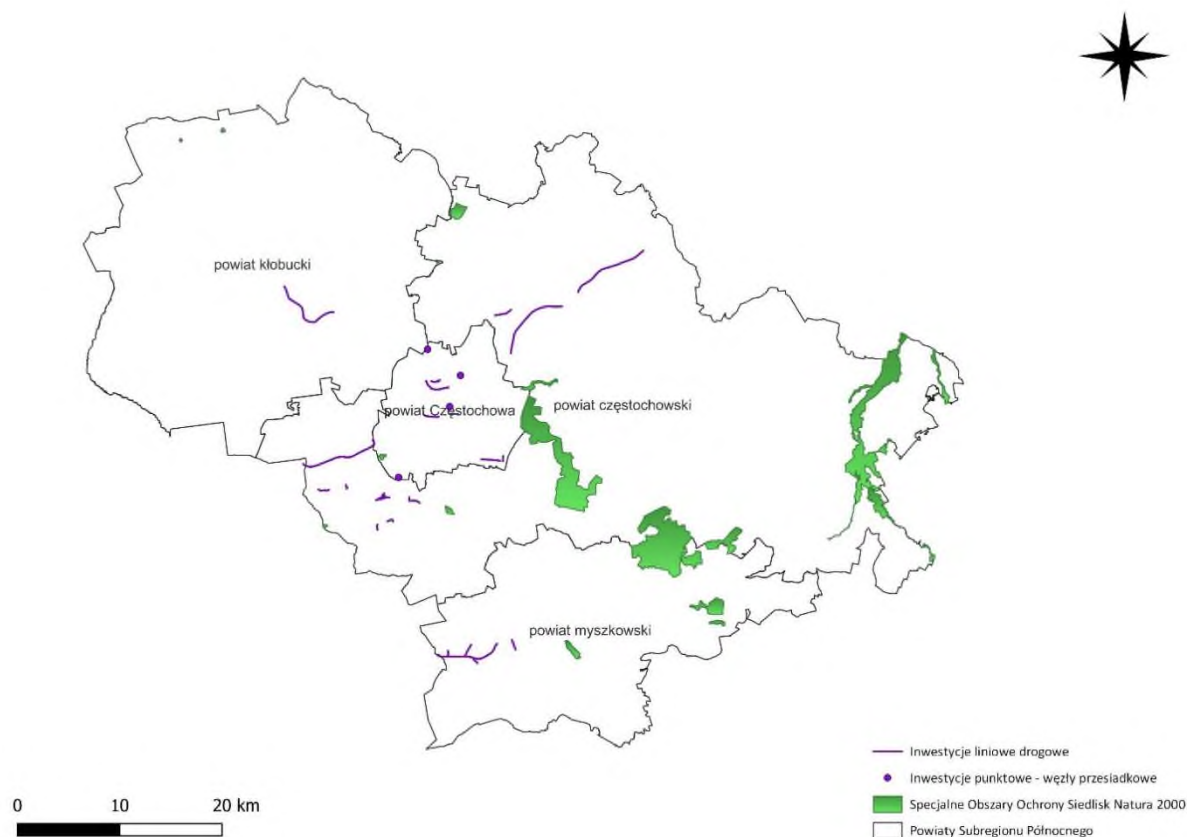 powiat kłobucki
powiat Częstochowa
powiat częstochowski
powiat myszkowski
Inwestycje liniowe drogowe
Inwestycje punktowe - węzły przesiadkowe
Specjalne Obszary Ochrony Siedlisk Natura 2000
Powiaty Subregionu Północnego
0 10 20 km